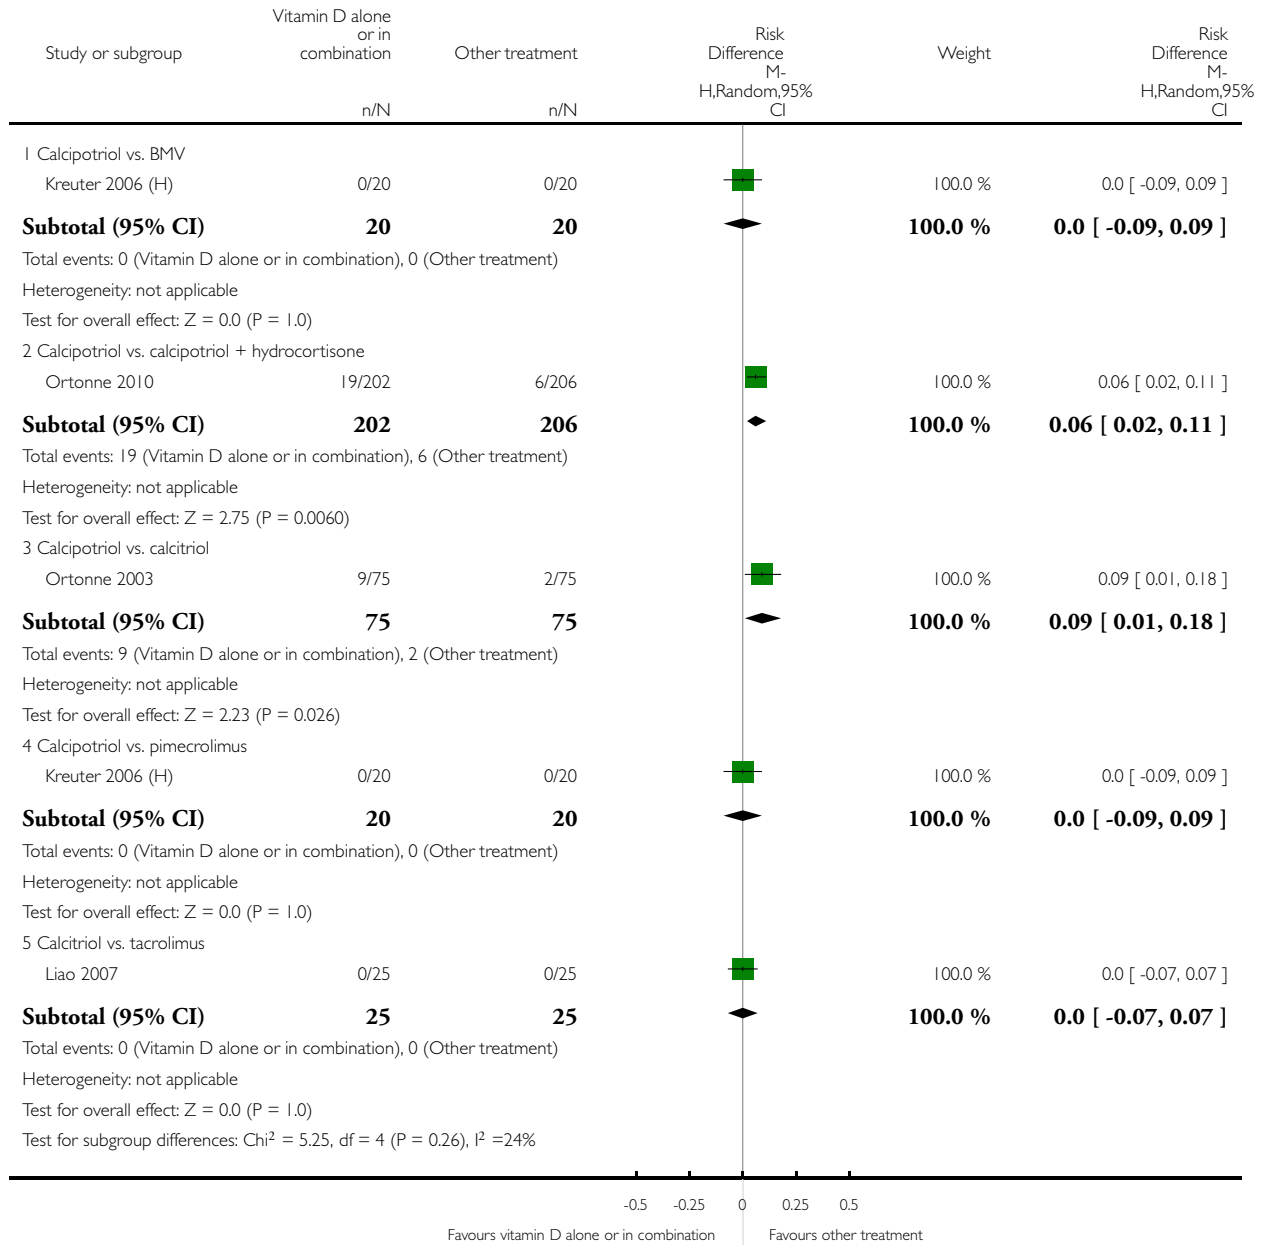 Vitamin D alone
or in
combination
Study or subgroup
Other treatment
Risk
Difference
M-
H,Random,95%
CI
Weight
Risk
Difference
M-
H,Random,95%
CI
n/N n/N
1 Calcipotriol vs. BMV
Kreuter 2006 (H) 0/20 0/20 100.0 % 0.0 [ -0.09, 0.09 ]
Subtotal (95% CI) 20 20 100.0 % 0.0 [ -0.09, 0.09 ]
Total events: 0 (Vitamin D alone or in combination), 0 (Other treatment)
Heterogeneity: not applicable
Test for overall effect: Z = 0.0 (P = 1.0)
2 Calcipotriol vs. calcipotriol + hydrocortisone
Ortonne 2010 19/202 6/206 100.0 % 0.06 [ 0.02, 0.11 ]
Subtotal (95% CI) 202 206 100.0 % 0.06 [ 0.02, 0.11 ]
Total events: 19 (Vitamin D alone or in combination), 6 (Other treatment)
Heterogeneity: not applicable
Test for overall effect: Z = 2.75 (P = 0.0060)
3 Calcipotriol vs. calcitriol
Ortonne 2003 9/75 2/75 100.0 % 0.09 [ 0.01, 0.18 ]
Subtotal (95% CI) 75 75 100.0 % 0.09 [ 0.01, 0.18 ]
Total events: 9 (Vitamin D alone or in combination), 2 (Other treatment)
Heterogeneity: not applicable
Test for overall effect: Z = 2.23 (P = 0.026)
4 Calcipotriol vs. pimecrolimus
Kreuter 2006 (H) 0/20 0/20 100.0 % 0.0 [ -0.09, 0.09 ]
Subtotal (95% CI) 20 20 100.0 % 0.0 [ -0.09, 0.09 ]
Total events: 0 (Vitamin D alone or in combination), 0 (Other treatment)
Heterogeneity: not applicable
Test for overall effect: Z = 0.0 (P = 1.0)
5 Calcitriol vs. tacrolimus
Liao 2007 0/25 0/25 100.0 % 0.0 [ -0.07, 0.07 ]
Subtotal (95% CI) 25 25 100.0 % 0.0 [ -0.07, 0.07 ]
Total events: 0 (Vitamin D alone or in combination), 0 (Other treatment)
Heterogeneity: not applicable
Test for overall effect: Z = 0.0 (P = 1.0)
Test for subgroup differences: Chi² = 5.25, df = 4 (P = 0.26), I² =24%
-0.5 -0.25 0 0.25 0.5
Favours vitamin D alone or in combination Favours other treatment